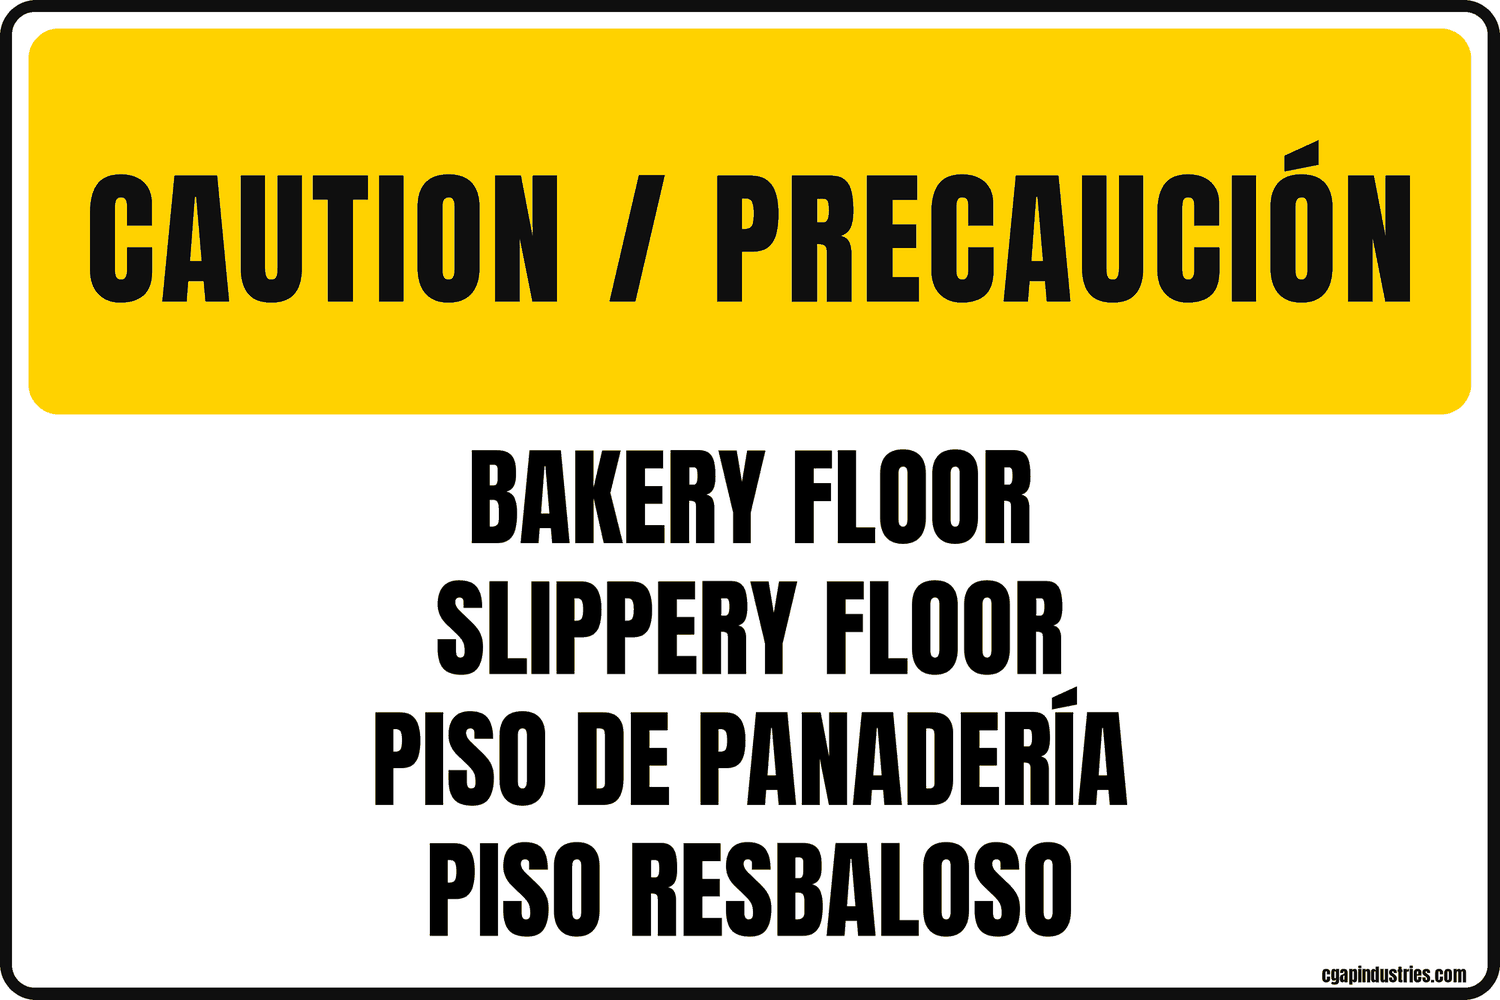 CAUTION / PRECAUCIÓN
BAKERY FLOOR
SLIPPERY FLOOR
PISO DE PANADERÍA
PISO RESBALOSO
cgapindustries.com